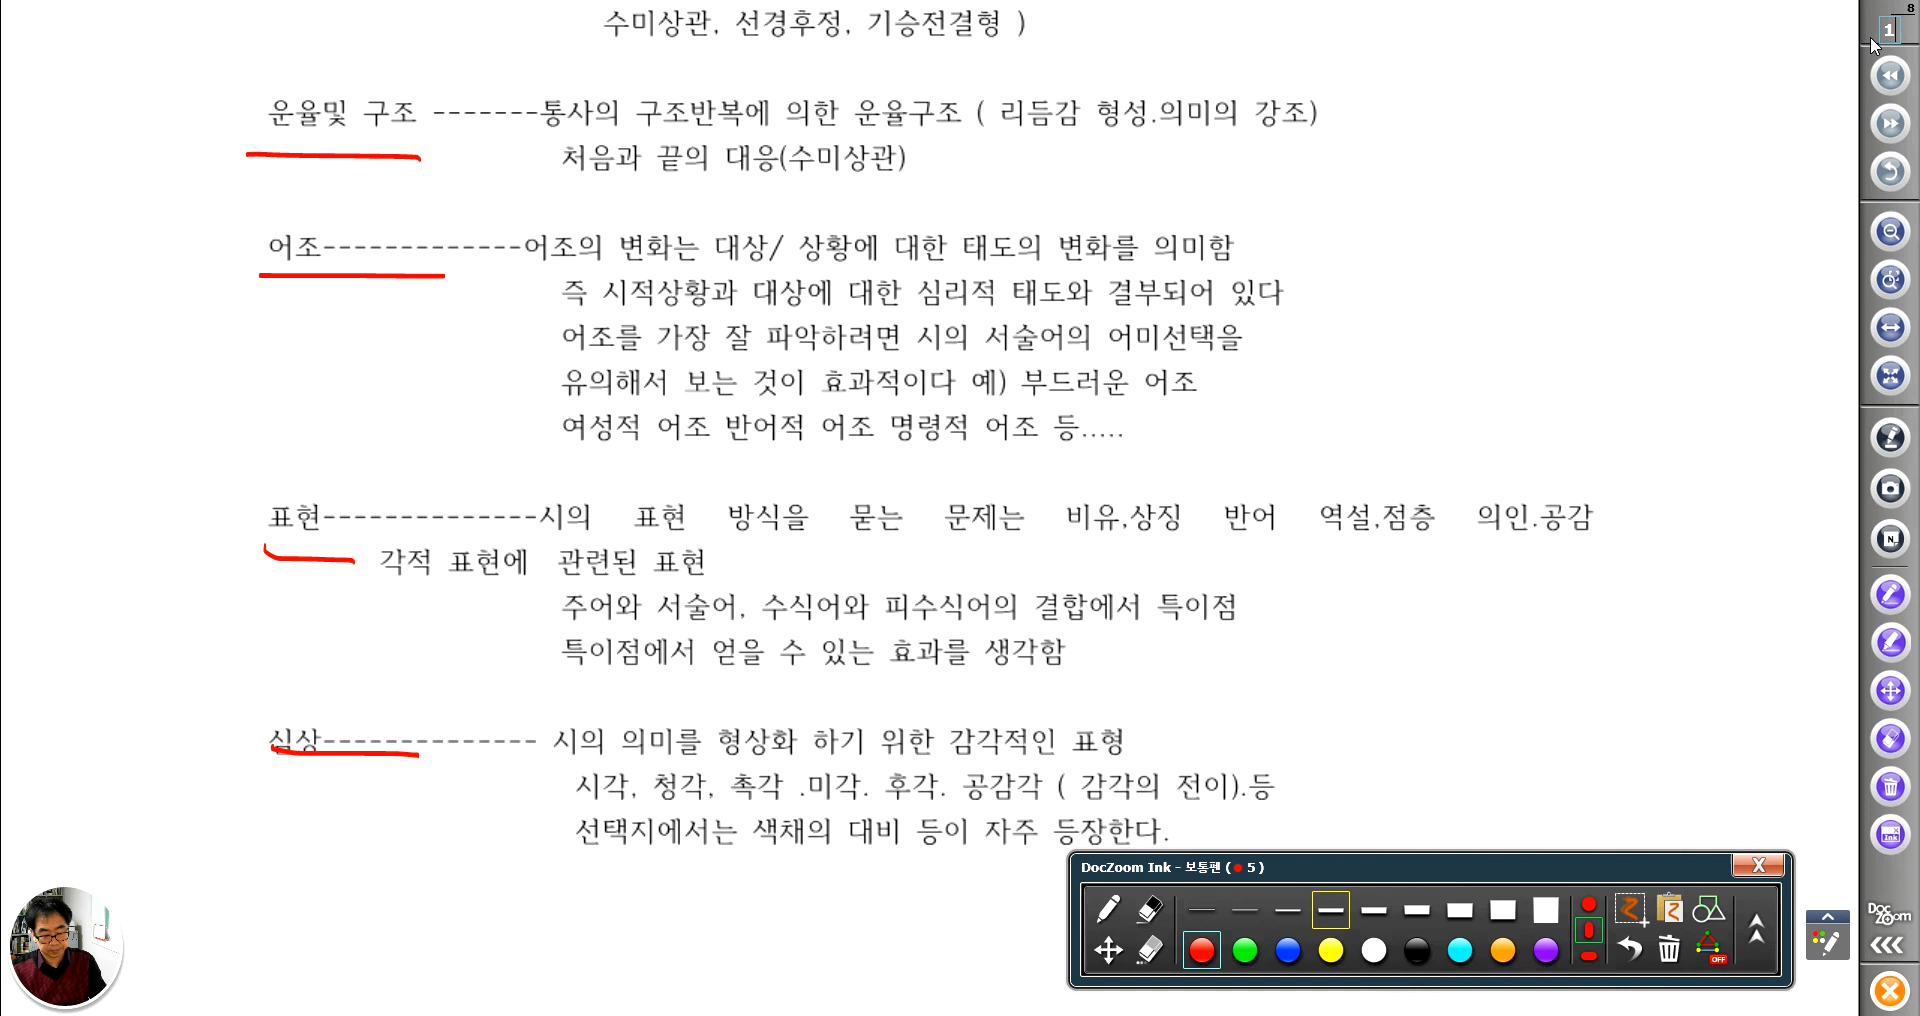 8
1
수미상관, 선경후정, 기승전결형 )
운율및 구조 -------통사의 구조반복에 의한 운율구조 ( 리듬감 형성.의미의 강조)
처음과 끝의 대응(수미상관)
어조-------------어조의 변화는 대상/ 상황에 대한 태도의 변화를 의미함
즉 시적상황과 대상에 대한 심리적 태도와 결부되어 있다
어조를 가장 잘 파악하려면 시의 서술어의 어미선택을
유의해서 보는 것이 효과적이다 예) 부드러운 어조
여성적 어조 반어적 어조 명령적 어조 등.....
표현--------------시의 표현 방식을 묻는 문제는 비유,상징 반어 역설,점층 의인.공감
각적 표현에 관련된 표현
주어와 서술어, 수식어와 피수식어의 결합에서 특이점
특이점에서 얻을 수 있는 효과를 생각함
심상-------------- 시의 의미를 형상화 하기 위한 감각적인 표형
시각, 청각, 촉각 .미각. 후각. 공감각 ( 감각의 전이).등
선택지에서는 색채의 대비 등이 자주 등장한다.
DocZoom Ink - 보통펜 ( 5 )
X
OFF
N
Ink
Doc
Zoom